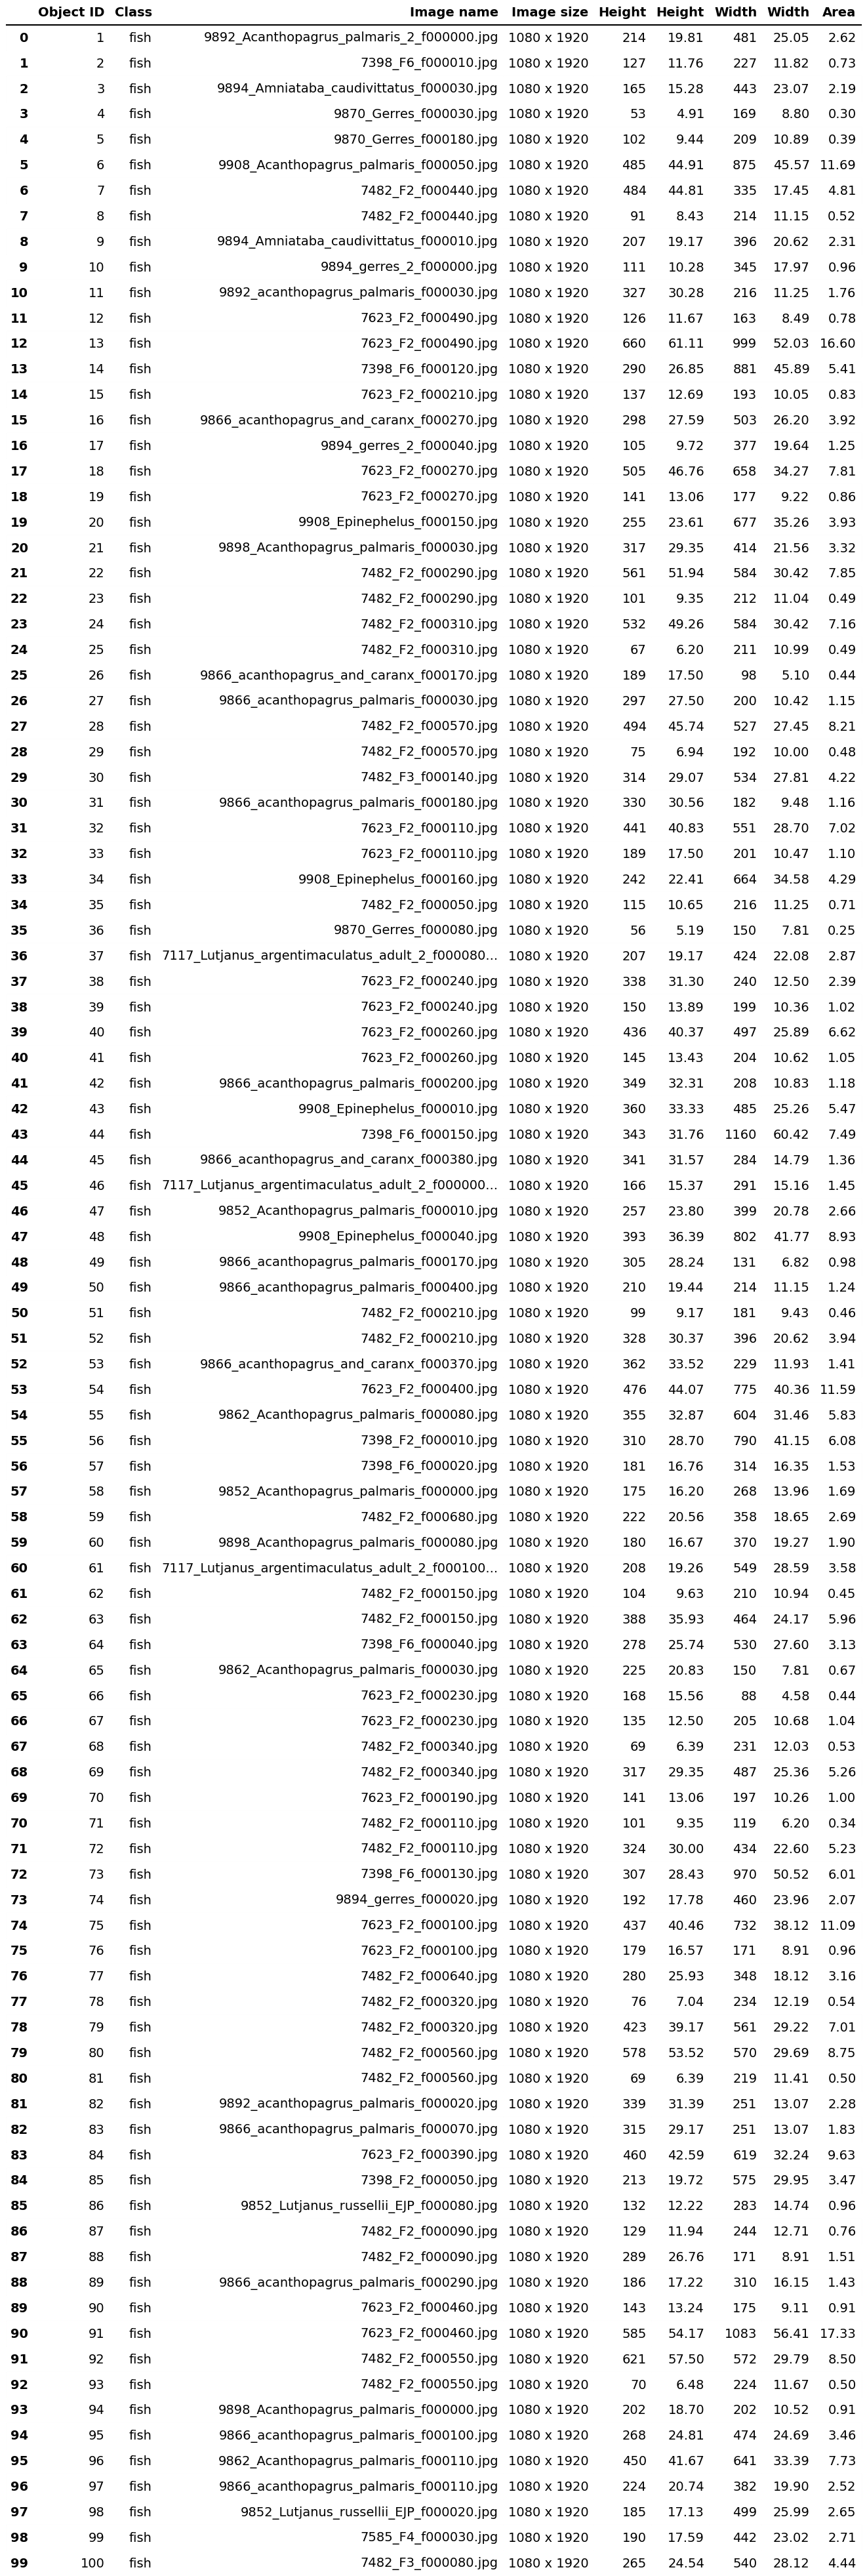 Object ID Class Image name Image size Height Height Width Width Area
0 1 fish 9892_Acanthopagrus_palmaris_2_f000000.jpg 1080 x 1920 214 19.81 481 25.05 2.62
1 2 fish 7398_F6_f000010.jpg 1080 x 1920 127 11.76 227 11.82 0.73
2 3 fish 9894_Amniataba_caudivittatus_f000030.jpg 1080 x 1920 165 15.28 443 23.07 2.19
3 4 fish 9870_Gerres_f000030.jpg 1080 x 1920 53 4.91 169 8.80 0.30
4 5 fish 9870_Gerres_f000180.jpg 1080 x 1920 102 9.44 209 10.89 0.39
5 6 fish 9908_Acanthopagrus_palmaris_f000050.jpg 1080 x 1920 485 44.91 875 45.57 11.69
6 7 fish 7482_F2_f000440.jpg 1080 x 1920 484 44.81 335 17.45 4.81
7 8 fish 7482_F2_f000440.jpg 1080 x 1920 91 8.43 214 11.15 0.52
8 9 fish 9894_Amniataba_caudivittatus_f000010.jpg 1080 x 1920 207 19.17 396 20.62 2.31
9 10 fish 9894_gerres_2_f000000.jpg 1080 x 1920 111 10.28 345 17.97 0.96
10 11 fish 9892_acanthopagrus_palmaris_f000030.jpg 1080 x 1920 327 30.28 216 11.25 1.76
11 12 fish 7623_F2_f000490.jpg 1080 x 1920 126 11.67 163 8.49 0.78
12 13 fish 7623_F2_f000490.jpg 1080 x 1920 660 61.11 999 52.03 16.60
13 14 fish 7398_F6_f000120.jpg 1080 x 1920 290 26.85 881 45.89 5.41
14 15 fish 7623_F2_f000210.jpg 1080 x 1920 137 12.69 193 10.05 0.83
15 16 fish 9866_acanthopagrus_and_caranx_f000270.jpg 1080 x 1920 298 27.59 503 26.20 3.92
16 17 fish 9894_gerres_2_f000040.jpg 1080 x 1920 105 9.72 377 19.64 1.25
17 18 fish 7623_F2_f000270.jpg 1080 x 1920 505 46.76 658 34.27 7.81
18 19 fish 7623_F2_f000270.jpg 1080 x 1920 141 13.06 177 9.22 0.86
19 20 fish 9908_Epinephelus_f000150.jpg 1080 x 1920 255 23.61 677 35.26 3.93
20 21 fish 9898_Acanthopagrus_palmaris_f000030.jpg 1080 x 1920 317 29.35 414 21.56 3.32
21 22 fish 7482_F2_f000290.jpg 1080 x 1920 561 51.94 584 30.42 7.85
22 23 fish 7482_F2_f000290.jpg 1080 x 1920 101 9.35 212 11.04 0.49
23 24 fish 7482_F2_f000310.jpg 1080 x 1920 532 49.26 584 30.42 7.16
24 25 fish 7482_F2_f000310.jpg 1080 x 1920 67 6.20 211 10.99 0.49
25 26 fish 9866_acanthopagrus_and_caranx_f000170.jpg 1080 x 1920 189 17.50 98 5.10 0.44
26 27 fish 9866_acanthopagrus_palmaris_f000030.jpg 1080 x 1920 297 27.50 200 10.42 1.15
27 28 fish 7482_F2_f000570.jpg 1080 x 1920 494 45.74 527 27.45 8.21
28 29 fish 7482_F2_f000570.jpg 1080 x 1920 75 6.94 192 10.00 0.48
29 30 fish 7482_F3_f000140.jpg 1080 x 1920 314 29.07 534 27.81 4.22
30 31 fish 9866_acanthopagrus_palmaris_f000180.jpg 1080 x 1920 330 30.56 182 9.48 1.16
31 32 fish 7623_F2_f000110.jpg 1080 x 1920 441 40.83 551 28.70 7.02
32 33 fish 7623_F2_f000110.jpg 1080 x 1920 189 17.50 201 10.47 1.10
33 34 fish 9908_Epinephelus_f000160.jpg 1080 x 1920 242 22.41 664 34.58 4.29
34 35 fish 7482_F2_f000050.jpg 1080 x 1920 115 10.65 216 11.25 0.71
35 36 fish 9870_Gerres_f000080.jpg 1080 x 1920 56 5.19 150 7.81 0.25
36 37 fish 7117_Lutjanus_argentimaculatus_adult_2_f000080... 1080 x 1920 207 19.17 424 22.08 2.87
37 38 fish 7623_F2_f000240.jpg 1080 x 1920 338 31.30 240 12.50 2.39
38 39 fish 7623_F2_f000240.jpg 1080 x 1920 150 13.89 199 10.36 1.02
39 40 fish 7623_F2_f000260.jpg 1080 x 1920 436 40.37 497 25.89 6.62
40 41 fish 7623_F2_f000260.jpg 1080 x 1920 145 13.43 204 10.62 1.05
41 42 fish 9866_acanthopagrus_palmaris_f000200.jpg 1080 x 1920 349 32.31 208 10.83 1.18
42 43 fish 9908_Epinephelus_f000010.jpg 1080 x 1920 360 33.33 485 25.26 5.47
43 44 fish 7398_F6_f000150.jpg 1080 x 1920 343 31.76 1160 60.42 7.49
44 45 fish 9866_acanthopagrus_and_caranx_f000380.jpg 1080 x 1920 341 31.57 284 14.79 1.36
45 46 fish 7117_Lutjanus_argentimaculatus_adult_2_f000000... 1080 x 1920 166 15.37 291 15.16 1.45
46 47 fish 9852_Acanthopagrus_palmaris_f000010.jpg 1080 x 1920 257 23.80 399 20.78 2.66
47 48 fish 9908_Epinephelus_f000040.jpg 1080 x 1920 393 36.39 802 41.77 8.93
48 49 fish 9866_acanthopagrus_palmaris_f000170.jpg 1080 x 1920 305 28.24 131 6.82 0.98
49 50 fish 9866_acanthopagrus_palmaris_f000400.jpg 1080 x 1920 210 19.44 214 11.15 1.24
50 51 fish 7482_F2_f000210.jpg 1080 x 1920 99 9.17 181 9.43 0.46
51 52 fish 7482_F2_f000210.jpg 1080 x 1920 328 30.37 396 20.62 3.94
52 53 fish 9866_acanthopagrus_and_caranx_f000370.jpg 1080 x 1920 362 33.52 229 11.93 1.41
53 54 fish 7623_F2_f000400.jpg 1080 x 1920 476 44.07 775 40.36 11.59
54 55 fish 9862_Acanthopagrus_palmaris_f000080.jpg 1080 x 1920 355 32.87 604 31.46 5.83
55 56 fish 7398_F2_f000010.jpg 1080 x 1920 310 28.70 790 41.15 6.08
56 57 fish 7398_F6_f000020.jpg 1080 x 1920 181 16.76 314 16.35 1.53
57 58 fish 9852_Acanthopagrus_palmaris_f000000.jpg 1080 x 1920 175 16.20 268 13.96 1.69
58 59 fish 7482_F2_f000680.jpg 1080 x 1920 222 20.56 358 18.65 2.69
59 60 fish 9898_Acanthopagrus_palmaris_f000080.jpg 1080 x 1920 180 16.67 370 19.27 1.90
60 61 fish 7117_Lutjanus_argentimaculatus_adult_2_f000100... 1080 x 1920 208 19.26 549 28.59 3.58
61 62 fish 7482_F2_f000150.jpg 1080 x 1920 104 9.63 210 10.94 0.45
62 63 fish 7482_F2_f000150.jpg 1080 x 1920 388 35.93 464 24.17 5.96
63 64 fish 7398_F6_f000040.jpg 1080 x 1920 278 25.74 530 27.60 3.13
64 65 fish 9862_Acanthopagrus_palmaris_f000030.jpg 1080 x 1920 225 20.83 150 7.81 0.67
65 66 fish 7623_F2_f000230.jpg 1080 x 1920 168 15.56 88 4.58 0.44
66 67 fish 7623_F2_f000230.jpg 1080 x 1920 135 12.50 205 10.68 1.04
67 68 fish 7482_F2_f000340.jpg 1080 x 1920 69 6.39 231 12.03 0.53
68 69 fish 7482_F2_f000340.jpg 1080 x 1920 317 29.35 487 25.36 5.26
69 70 fish 7623_F2_f000190.jpg 1080 x 1920 141 13.06 197 10.26 1.00
70 71 fish 7482_F2_f000110.jpg 1080 x 1920 101 9.35 119 6.20 0.34
71 72 fish 7482_F2_f000110.jpg 1080 x 1920 324 30.00 434 22.60 5.23
72 73 fish 7398_F6_f000130.jpg 1080 x 1920 307 28.43 970 50.52 6.01
73 74 fish 9894_gerres_f000020.jpg 1080 x 1920 192 17.78 460 23.96 2.07
74 75 fish 7623_F2_f000100.jpg 1080 x 1920 437 40.46 732 38.12 11.09
75 76 fish 7623_F2_f000100.jpg 1080 x 1920 179 16.57 171 8.91 0.96
76 77 fish 7482_F2_f000640.jpg 1080 x 1920 280 25.93 348 18.12 3.16
77 78 fish 7482_F2_f000320.jpg 1080 x 1920 76 7.04 234 12.19 0.54
78 79 fish 7482_F2_f000320.jpg 1080 x 1920 423 39.17 561 29.22 7.01
79 80 fish 7482_F2_f000560.jpg 1080 x 1920 578 53.52 570 29.69 8.75
80 81 fish 7482_F2_f000560.jpg 1080 x 1920 69 6.39 219 11.41 0.50
81 82 fish 9892_acanthopagrus_palmaris_f000020.jpg 1080 x 1920 339 31.39 251 13.07 2.28
82 83 fish 9866_acanthopagrus_palmaris_f000070.jpg 1080 x 1920 315 29.17 251 13.07 1.83
83 84 fish 7623_F2_f000390.jpg 1080 x 1920 460 42.59 619 32.24 9.63
84 85 fish 7398_F2_f000050.jpg 1080 x 1920 213 19.72 575 29.95 3.47
85 86 fish 9852_Lutjanus_russellii_EJP_f000080.jpg 1080 x 1920 132 12.22 283 14.74 0.96
86 87 fish 7482_F2_f000090.jpg 1080 x 1920 129 11.94 244 12.71 0.76
87 88 fish 7482_F2_f000090.jpg 1080 x 1920 289 26.76 171 8.91 1.51
88 89 fish 9866_acanthopagrus_palmaris_f000290.jpg 1080 x 1920 186 17.22 310 16.15 1.43
89 90 fish 7623_F2_f000460.jpg 1080 x 1920 143 13.24 175 9.11 0.91
90 91 fish 7623_F2_f000460.jpg 1080 x 1920 585 54.17 1083 56.41 17.33
91 92 fish 7482_F2_f000550.jpg 1080 x 1920 621 57.50 572 29.79 8.50
92 93 fish 7482_F2_f000550.jpg 1080 x 1920 70 6.48 224 11.67 0.50
93 94 fish 9898_Acanthopagrus_palmaris_f000000.jpg 1080 x 1920 202 18.70 202 10.52 0.91
94 95 fish 9866_acanthopagrus_palmaris_f000100.jpg 1080 x 1920 268 24.81 474 24.69 3.46
95 96 fish 9862_Acanthopagrus_palmaris_f000110.jpg 1080 x 1920 450 41.67 641 33.39 7.73
96 97 fish 9866_acanthopagrus_palmaris_f000110.jpg 1080 x 1920 224 20.74 382 19.90 2.52
97 98 fish 9852_Lutjanus_russellii_EJP_f000020.jpg 1080 x 1920 185 17.13 499 25.99 2.65
98 99 fish 7585_F4_f000030.jpg 1080 x 1920 190 17.59 442 23.02 2.71
99 100 fish 7482_F3_f000080.jpg 1080 x 1920 265 24.54 540 28.12 4.44